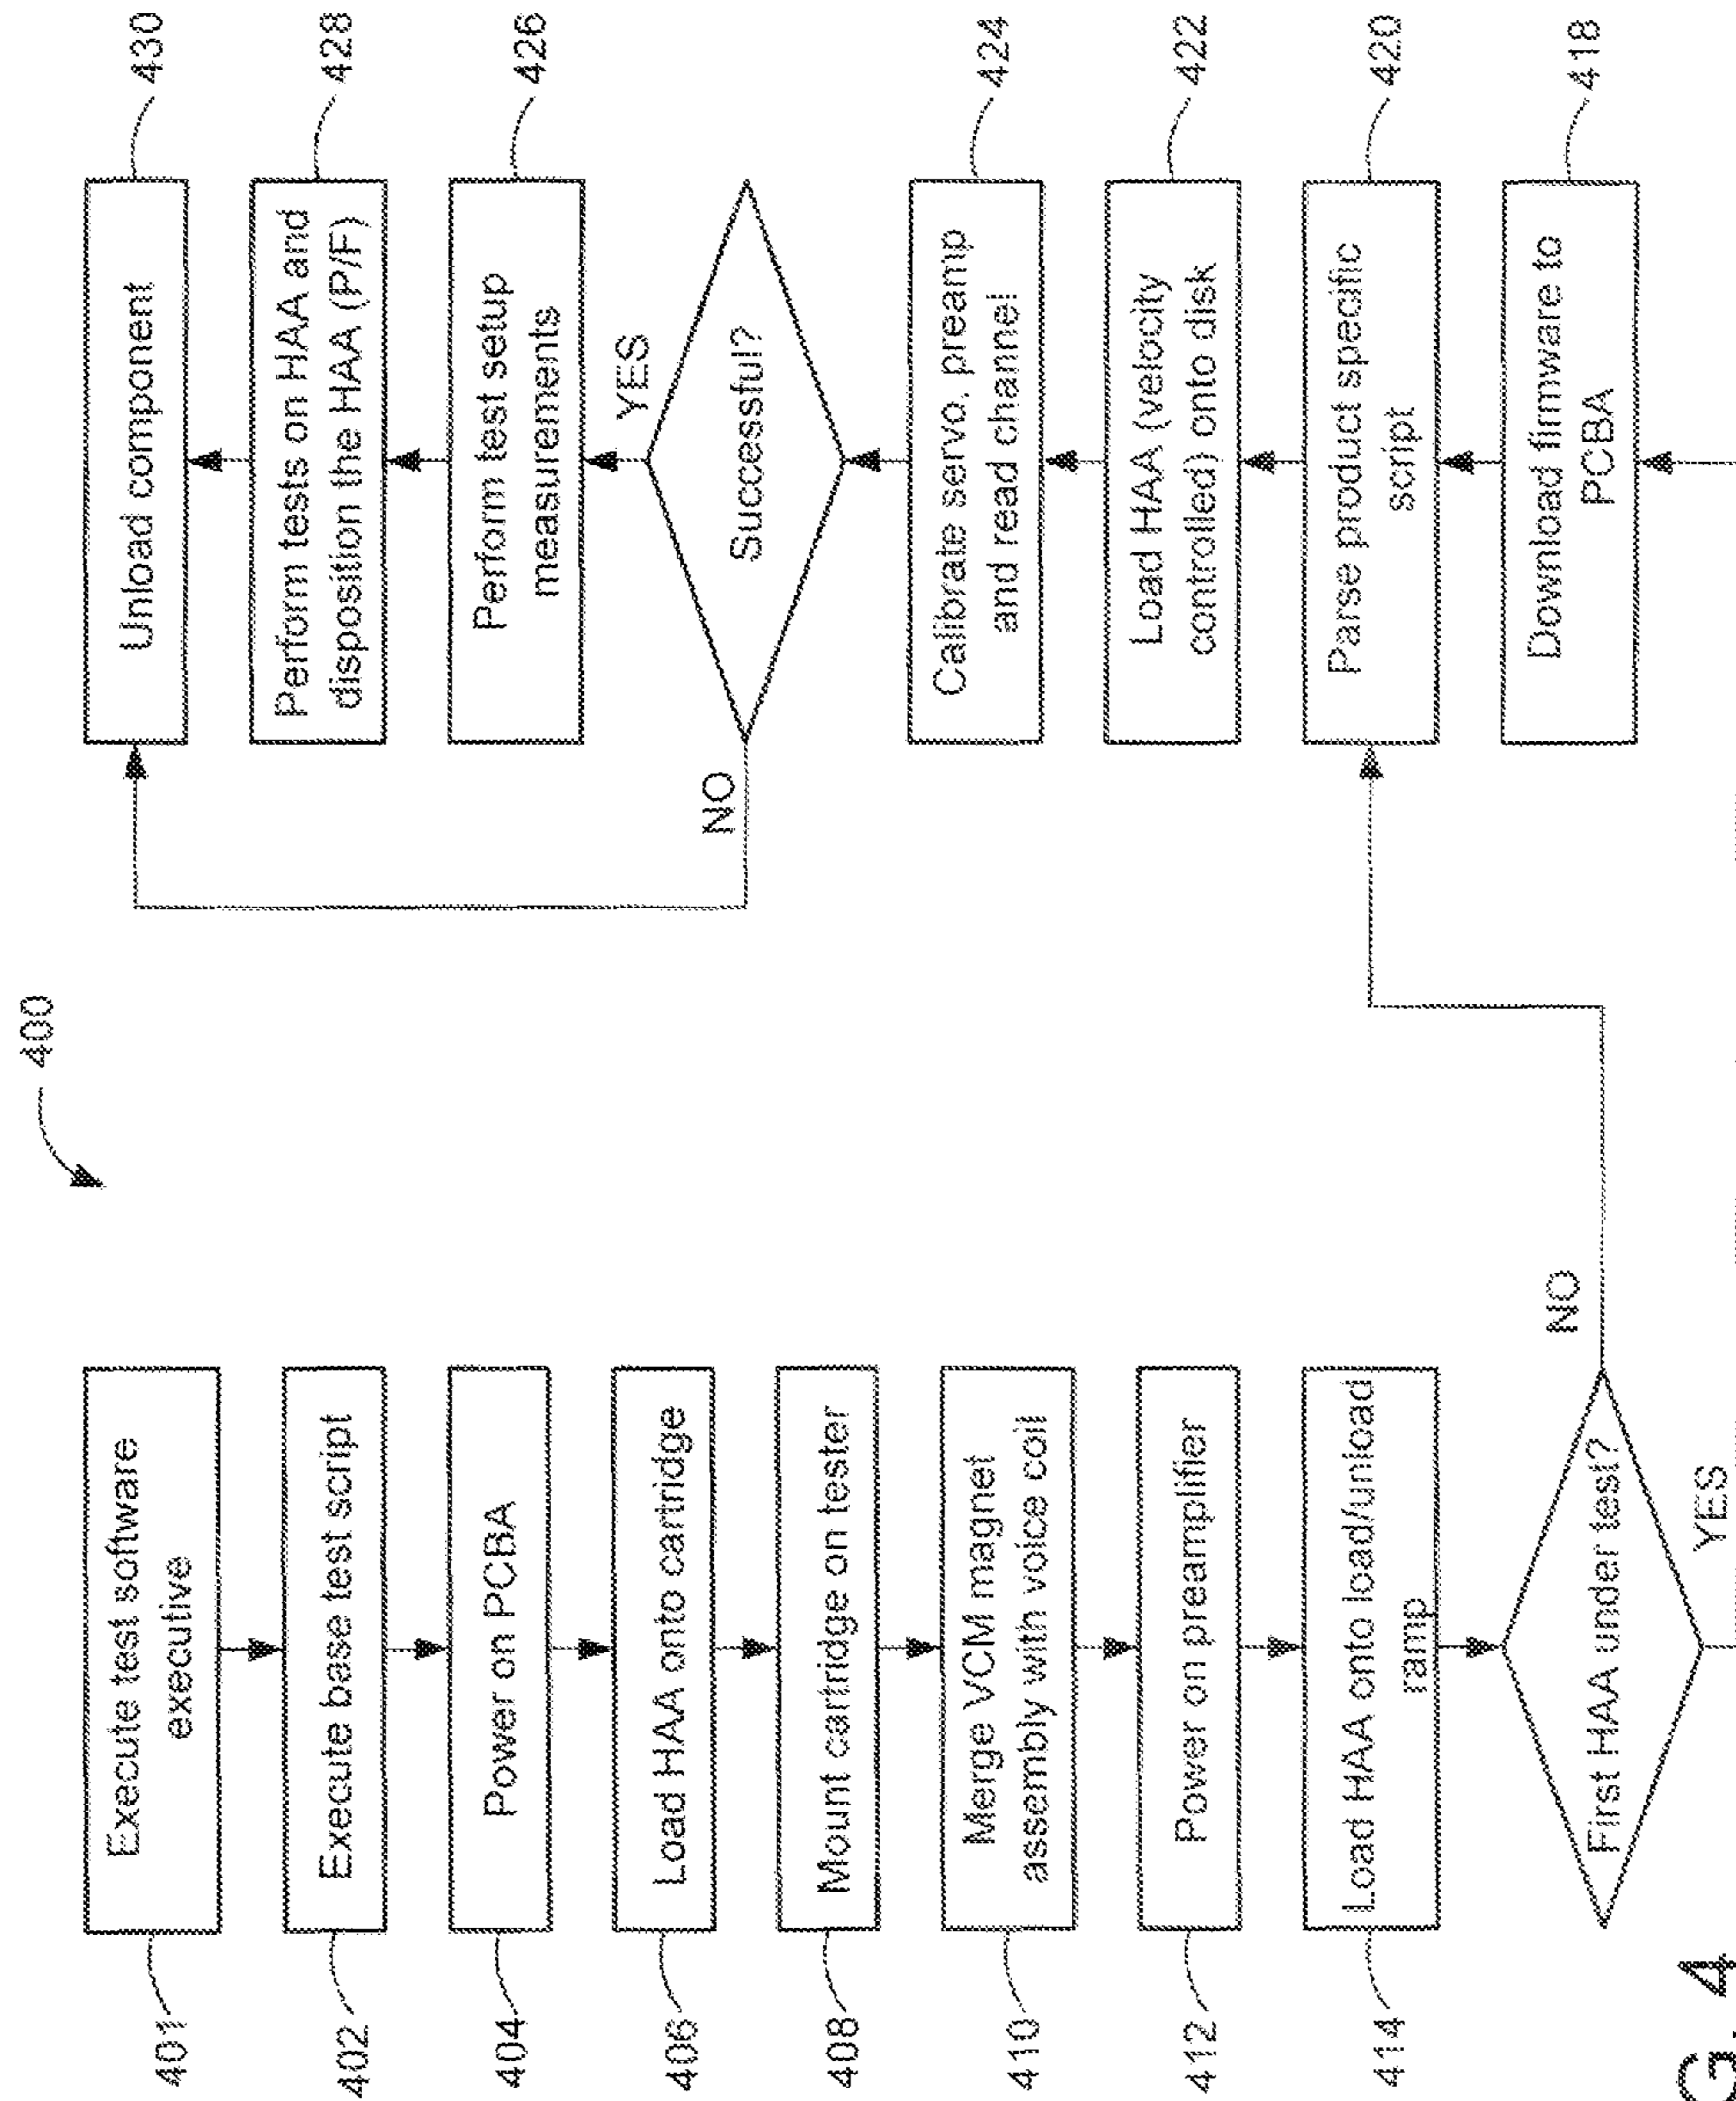 400
401
Execute test software
executive
402
Execute base test script
404
Power on PCBA
406
Load HAA onto cartridge
408
Mount cartridge on tester
410
Merge VCM magnet
assembly with voice coil
412
Power on preamplifier
414
Load HAA onto load/unload
ramp
First HAA under test?
NO
YES
430
Unload component
428
Perform tests on HAA and
disposition the HAA (P/F)
426
Perform test setup
measurements
YES
Successful?
NO
424
Calibrate servo, preamp
and read channel
422
Load HAA (velocity
controlled) onto disk
420
Parse product specific
script
418
Download firmware to
PCBA
G. 4